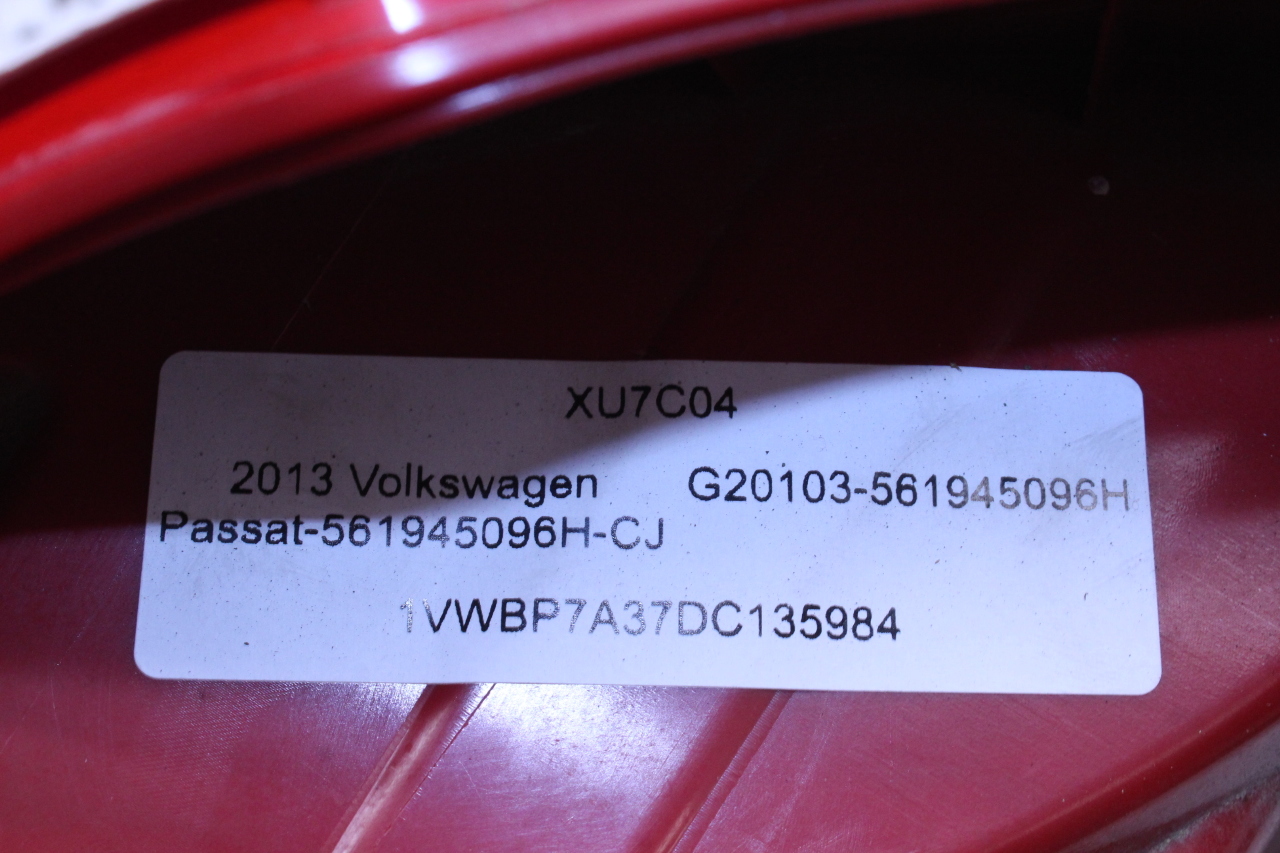 XU7C04
2013 Volkswagen G20103-561945096H
Passat-561945096H-CJ
1VWBP7A37DC135984